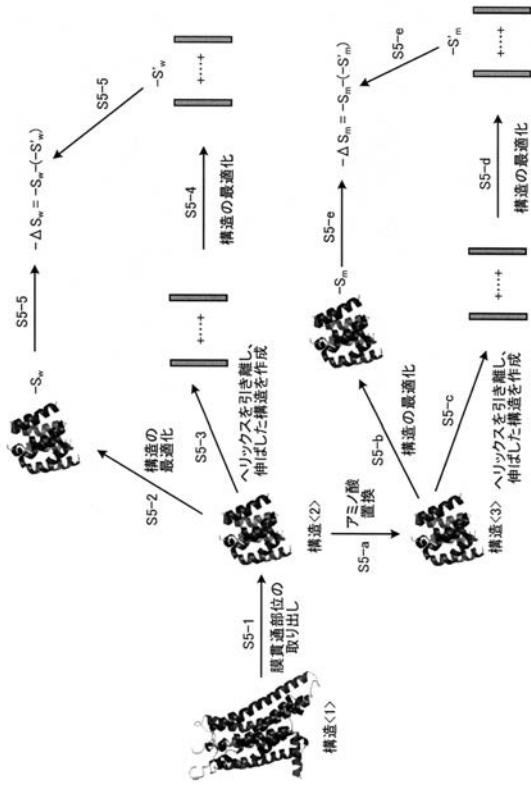 構造<1>
S5-1
膜貫通部位の
取り出し
構造<2>
S5-2
構造の
最適化
-Sw
S5-5
-ΔSw = -Sw-(-S'w)
S5-3
ヘリックスを引き離し、
伸ばした構造を作成
+‥‥+
S5-4
構造の最適化
+‥‥+
-S'w
S5-5
S5-a
アミノ酸
置換
構造<3>
S5-b
構造の最適化
-Sm
S5-e
-ΔSm = -Sm-(-S'm)
S5-c
ヘリックスを引き離し、
伸ばした構造を作成
+‥‥+
S5-d
構造の最適化
+‥‥+
-S'm
S5-e